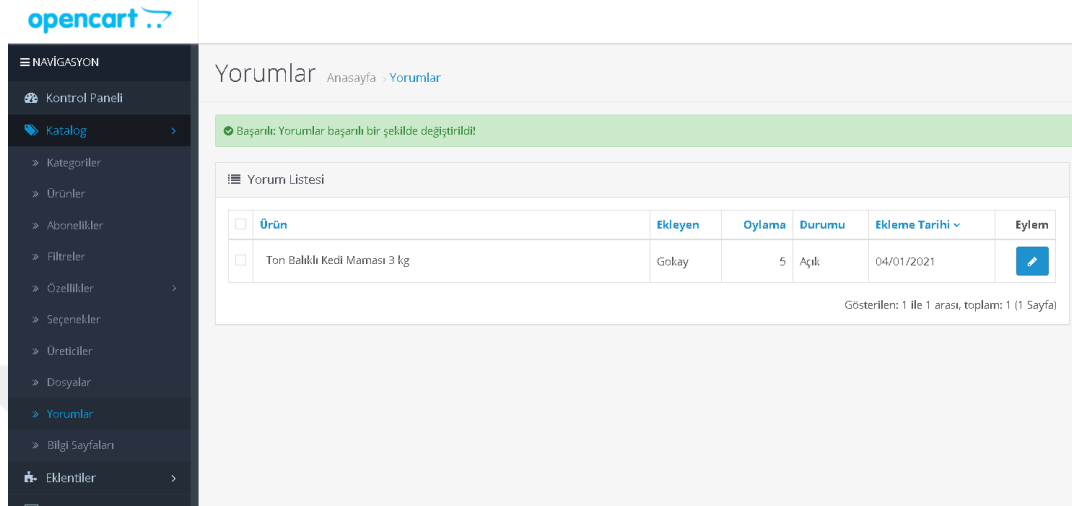 opencart
NAVİGASYON
Kontrol Paneli
Katalog
Kategoriler
Ürünler
Abonelikler
Filtreler
Özellikler
Seçenekler
Üreticiler
Dosyalar
Yorumlar
Bilgi Sayfaları
Eklentiler
Yorumlar Anasayfa › Yorumlar
Başarılı: Yorumlar başarılı bir şekilde değiştirildi!
Yorum Listesi
Ürün Ekleyen Oylama Durumu Ekleme Tarihi Eylem
Ton Balıklı Kedi Maması 3 kg Gokay 5 Açık 04/01/2021
Gösterilen: 1 ile 1 arası, toplam: 1 (1 Sayfa)